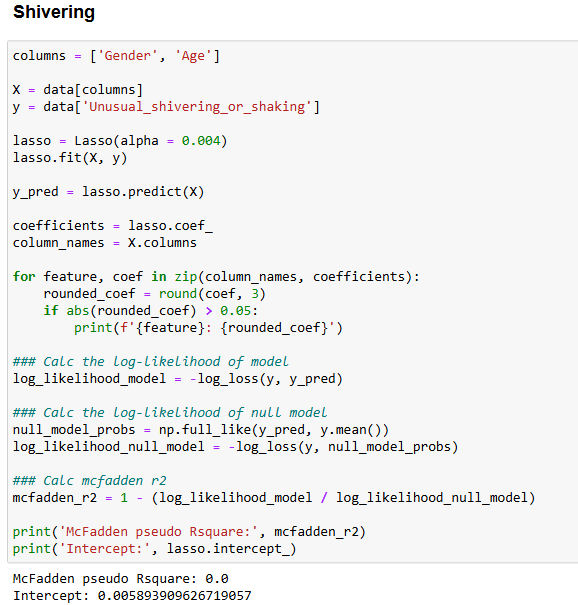 Shivering
columns = ['Gender', 'Age']
X = data[columns]
y = data['Unusual_shivering_or_shaking']
lasso = Lasso(alpha = 0.004)
lasso.fit(X, y)
y_pred = lasso.predict(X)
coefficients = lasso.coef_
column_names = X.columns
for feature, coef in zip(column_names, coefficients):
    rounded_coef = round(coef, 3)
    if abs(rounded_coef) > 0.05:
        print(f'{feature}: {rounded_coef}')
### Calc the log-likelihood of model
log_likelihood_model = -log_loss(y, y_pred)
### Calc the log-likelihood of null model
null_model_probs = np.full_like(y_pred, y.mean())
log_likelihood_null_model = -log_loss(y, null_model_probs)
### Calc mcfadden r2
mcfadden_r2 = 1 - (log_likelihood_model / log_likelihood_null_model)
print('McFadden pseudo Rsquare:', mcfadden_r2)
print('Intercept:', lasso.intercept_)
McFadden pseudo Rsquare: 0.0
Intercept: 0.005893909626719057